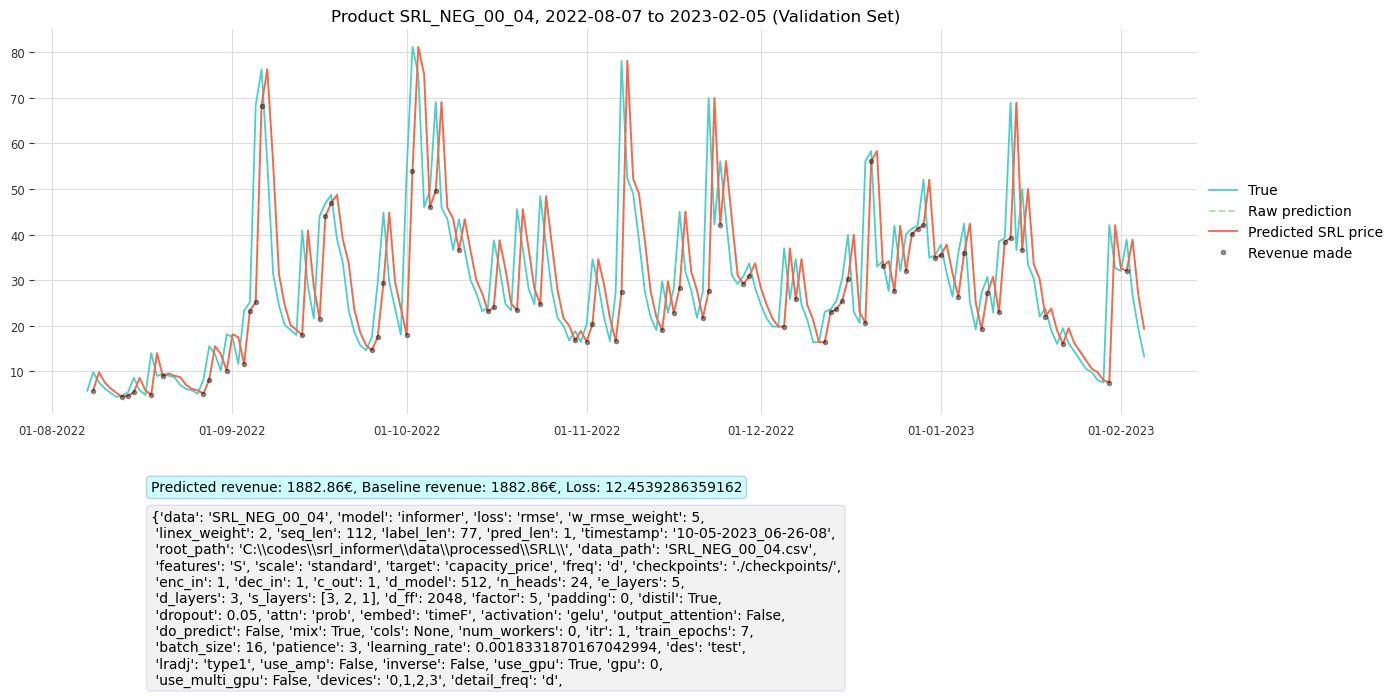 Product SRL_NEG_00_04, 2022-08-07 to 2023-02-05 (Validation Set)
80
70
60
50
40
30
20
10
01-08-2022
01-09-2022
01-10-2022
01-11-2022
01-12-2022
01-01-2023
01-02-2023
True
Raw prediction
Predicted SRL price
Revenue made
Predicted revenue: 1882.86€, Baseline revenue: 1882.86€, Loss: 12.4539286359162
{'data': 'SRL_NEG_00_04', 'model': 'informer', 'loss': 'rmse', 'w_rmse_weight': 5,
'linex_weight': 2, 'seq_len': 112, 'label_len': 77, 'pred_len': 1, 'timestamp': '10-05-2023_06-26-08',
'root_path': 'C:\\codes\\srl_informer\\data\\processed\\SRL\\', 'data_path': 'SRL_NEG_00_04.csv',
'features': 'S', 'scale': 'standard', 'target': 'capacity_price', 'freq': 'd', 'checkpoints': './checkpoints/',
'enc_in': 1, 'dec_in': 1, 'c_out': 1, 'd_model': 512, 'n_heads': 24, 'e_layers': 5,
'd_layers': 3, 's_layers': [3, 2, 1], 'd_ff': 2048, 'factor': 5, 'padding': 0, 'distil': True,
'dropout': 0.05, 'attn': 'prob', 'embed': 'timeF', 'activation': 'gelu', 'output_attention': False,
'do_predict': False, 'mix': True, 'cols': None, 'num_workers': 0, 'itr': 1, 'train_epochs': 7,
'batch_size': 16, 'patience': 3, 'learning_rate': 0.0018331870167042994, 'des': 'test',
'lradj': 'type1', 'use_amp': False, 'inverse': False, 'use_gpu': True, 'gpu': 0,
'use_multi_gpu': False, 'devices': '0,1,2,3', 'detail_freq': 'd',